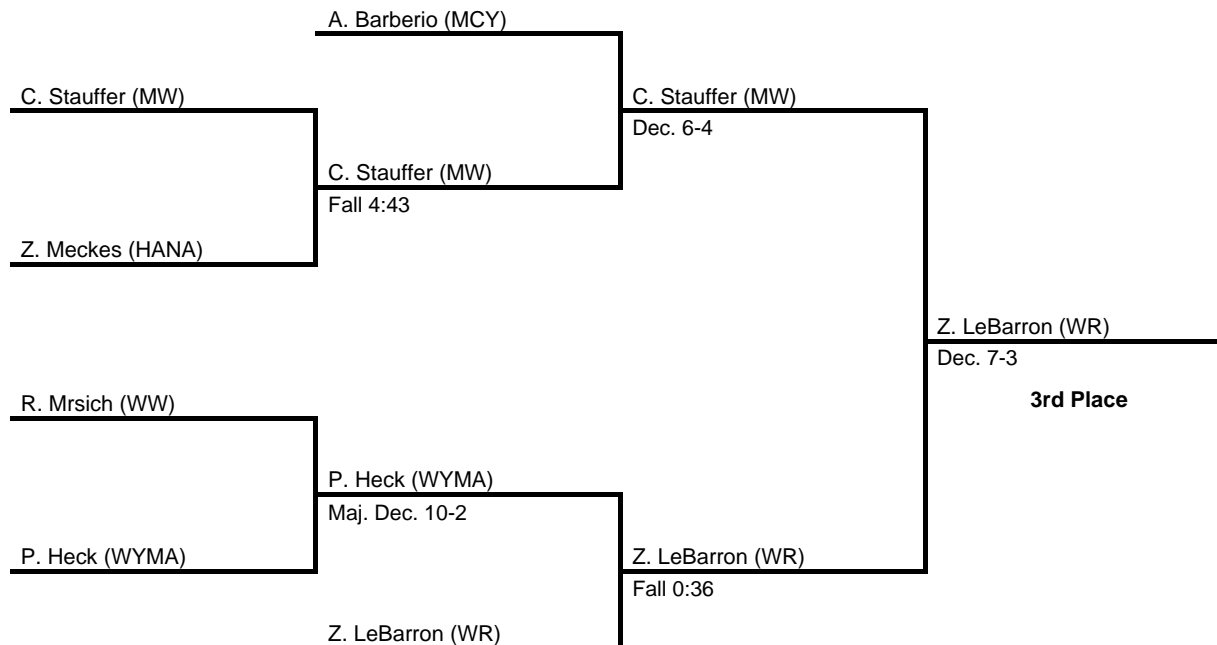 A. Barberio (MCY)
C. Stauffer (MW)
C. Stauffer (MW)
Dec. 6-4
C. Stauffer (MW)
Fall 4:43
Z. Meckes (HANA)
Z. LeBarron (WR)
Dec. 7-3
3rd Place
R. Mrsich (WW)
P. Heck (WYMA)
Maj. Dec. 10-2
P. Heck (WYMA)
Z. LeBarron (WR)
Fall 0:36
Z. LeBarron (WR)